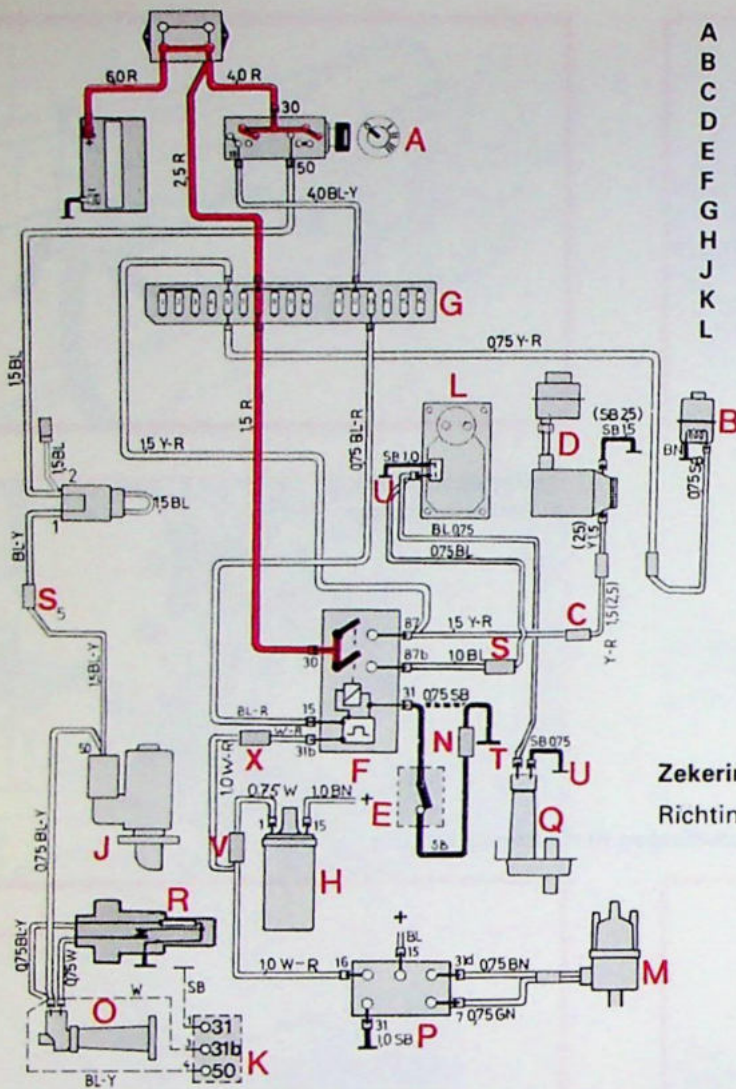 A
B
C
D
E
F
G
H
J
K
L
6,0 R
4,0 R
30
A
50
2,5 R
4,0 BL-Y
G
0,75 Y-R
1,5 BL
1,5 R
1,5 Y-R
0,75 BL-R
L
SB 1,0
U
D
(SB 2,5)
SB 1,5
B
BN
0,75 SB
1,5 BL
2
1,5 BL
1
BL-Y
BL 0,75
0,75 BL
(2,5)
Y 1,5
S
5
C
1,5 (2,5)
Y-R
87
1,5 Y-R
30
87b
1,0 BL
S
1,5 BL-Y
31
0,75 SB
BL-R
15
W-R
31b
X
F
N
T
SB 0,75
U
Zekerin
Richtin
1,0 W-R
0,75 W
1,0 BN
+
E
SB
Q
50
J
V
1
15
H
0,75 BL-Y
R
+
BL
15
M
0,75 BL-Y
0,75 W
1,0 W-R
16
31d
0,75 BN
W
SB
O
1
31
3
31b
K
4
50
BL-Y
31
1,0 SB
P
7
0,75 GN